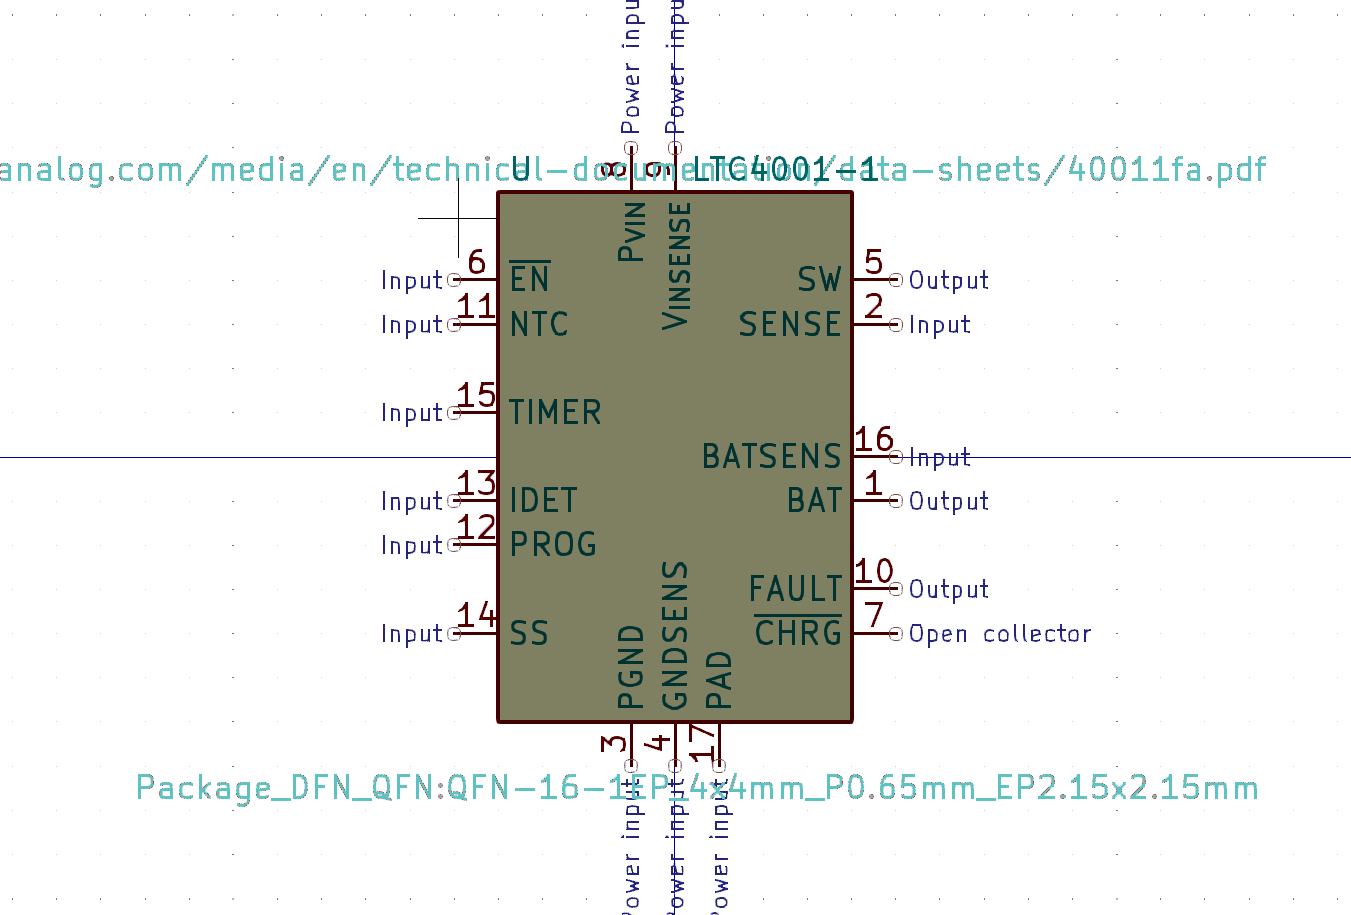 Power inpu
Power inpu
analog.com/media/en/technical-documentation/data-sheets/40011fa.pdf
U
LTC4001-1
8
9
PVIN
VINSENSE
Input 6 EN
SW 5 Output
Input 11 NTC
SENSE 2 Input
Input 15 TIMER
BATSENS 16 Input
Input 13 IDET
BAT 1 Output
Input 12 PROG
FAULT 10 Output
Input 14 SS
CHRG 7 Open collector
PGND
GNDSENS
PAD
3
4
17
Package_DFN_QFN:QFN-16-1EP_4x4mm_P0.65mm_EP2.15x2.15mm
Power input
Power input
Power input